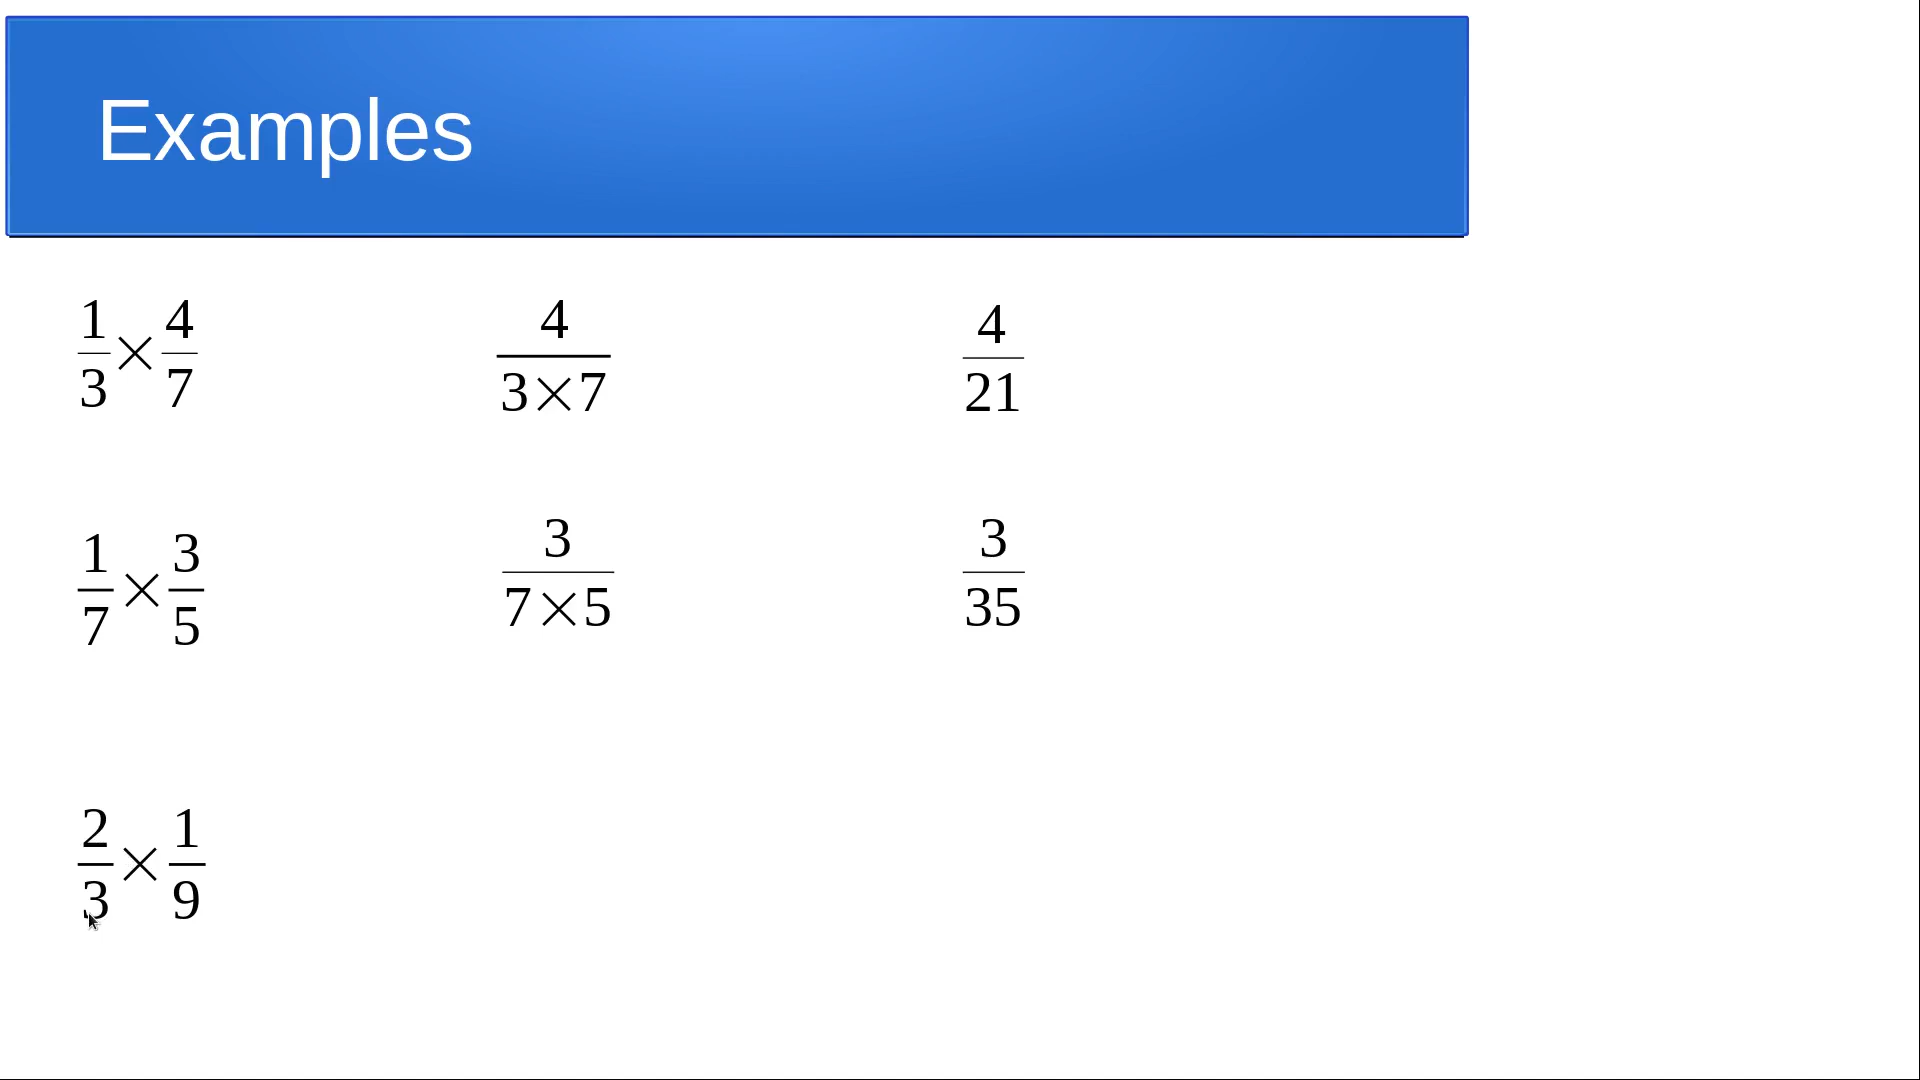 Examples
1/3 × 4/7    4/(3×7)    4/21
1/7 × 3/5    3/(7×5)    3/35
2/3 × 1/9